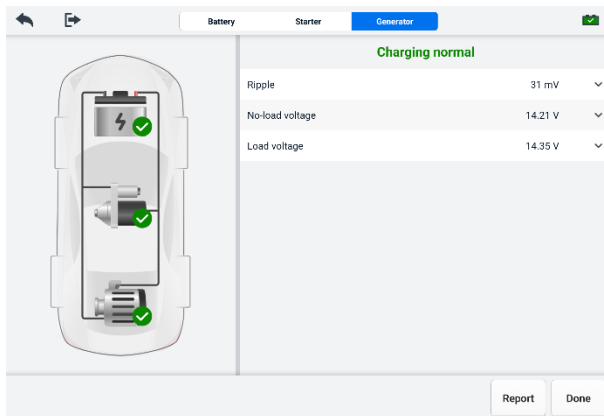 Battery Starter Generator
Charging normal
Ripple 31 mV
No-load voltage 14.21 V
Load voltage 14.35 V
Report Done